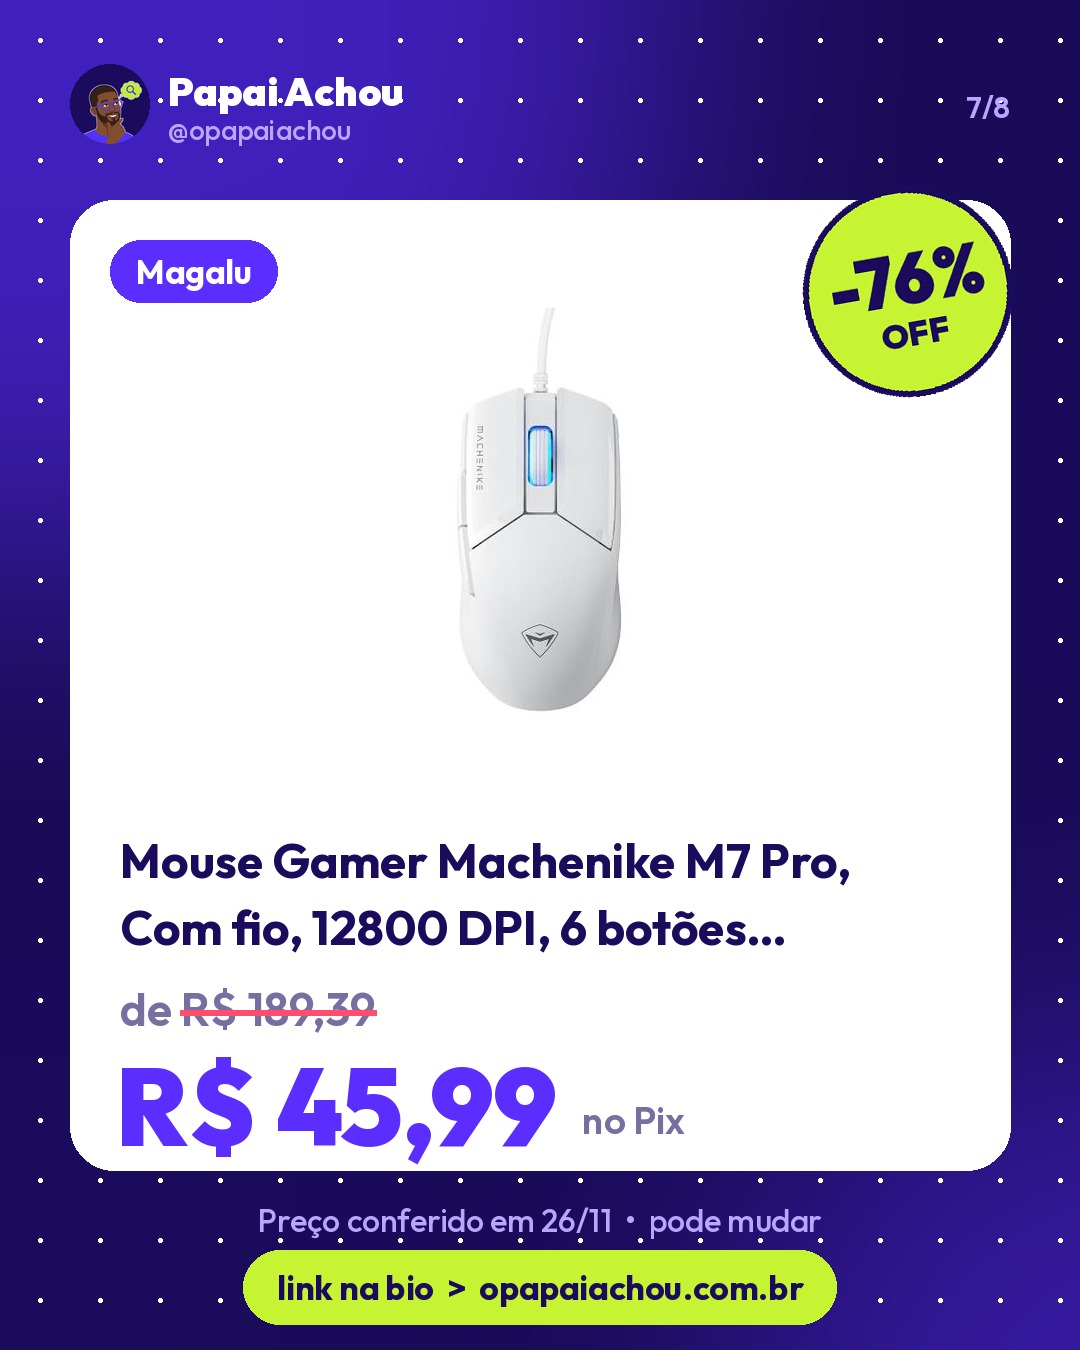 PapaiAchou
@opapaiachou
7/8
Magalu
-76%
OFF
MACHENIKE
Mouse Gamer Machenike M7 Pro,
Com fio, 12800 DPI, 6 botões...
de R$ 189,39
R$ 45,99 no Pix
Preço conferido em 26/11 • pode mudar
link na bio > opapaiachou.com.br